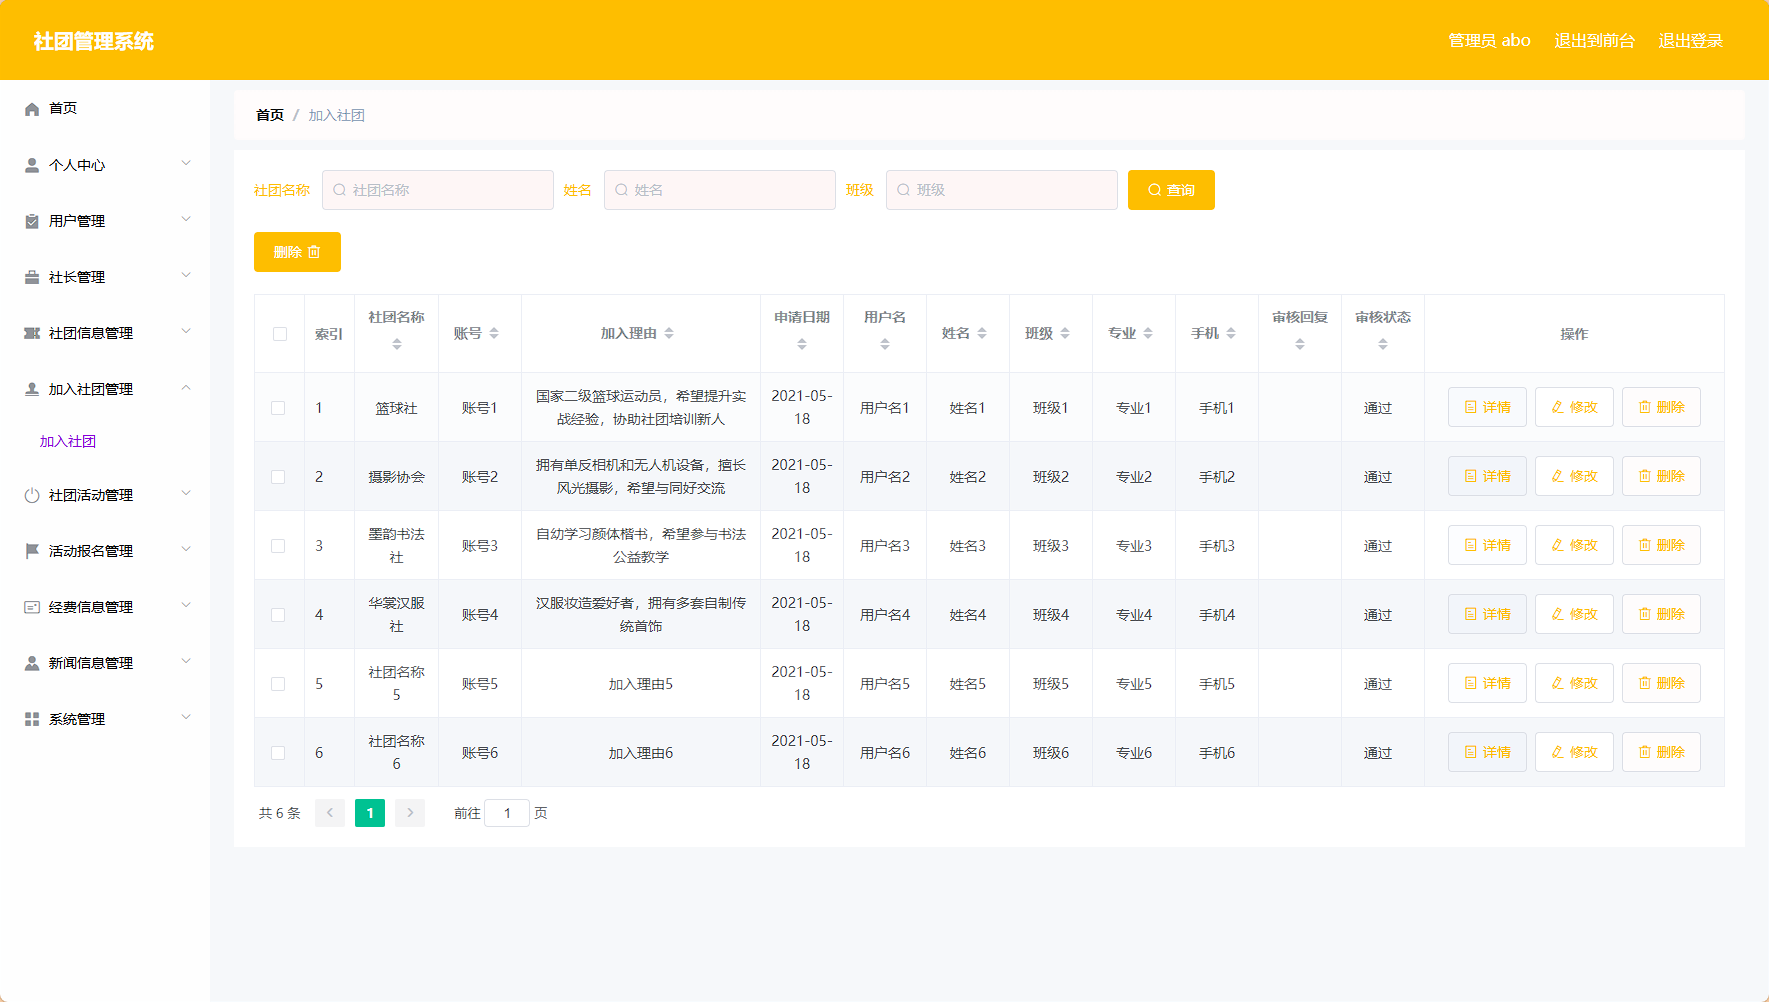 社团管理系统
管理员 abo 退出到前台 退出登录
首页
个人中心
用户管理
社长管理
社团信息管理
加入社团管理
加入社团
社团活动管理
活动报名管理
经费信息管理
新闻信息管理
系统管理
首页 / 加入社团
社团名称 社团名称 姓名 姓名 班级 班级 查询
删除
索引 社团名称 账号 加入理由 申请日期 用户名 姓名 班级 专业 手机 审核回复 审核状态 操作
1 篮球社 账号1 国家二级篮球运动员，希望提升实战经验，协助社团培训新人 2021-05-18 用户名1 姓名1 班级1 专业1 手机1 通过 详情 修改 删除
2 摄影协会 账号2 拥有单反相机和无人机设备，擅长风光摄影，希望与同好交流 2021-05-18 用户名2 姓名2 班级2 专业2 手机2 通过 详情 修改 删除
3 墨韵书法社 账号3 自幼学习颜体楷书，希望参与书法公益教学 2021-05-18 用户名3 姓名3 班级3 专业3 手机3 通过 详情 修改 删除
4 华裳汉服社 账号4 汉服妆造爱好者，拥有多套自制传统首饰 2021-05-18 用户名4 姓名4 班级4 专业4 手机4 通过 详情 修改 删除
5 社团名称5 账号5 加入理由5 2021-05-18 用户名5 姓名5 班级5 专业5 手机5 通过 详情 修改 删除
6 社团名称6 账号6 加入理由6 2021-05-18 用户名6 姓名6 班级6 专业6 手机6 通过 详情 修改 删除
共 6 条 1 前往 1 页